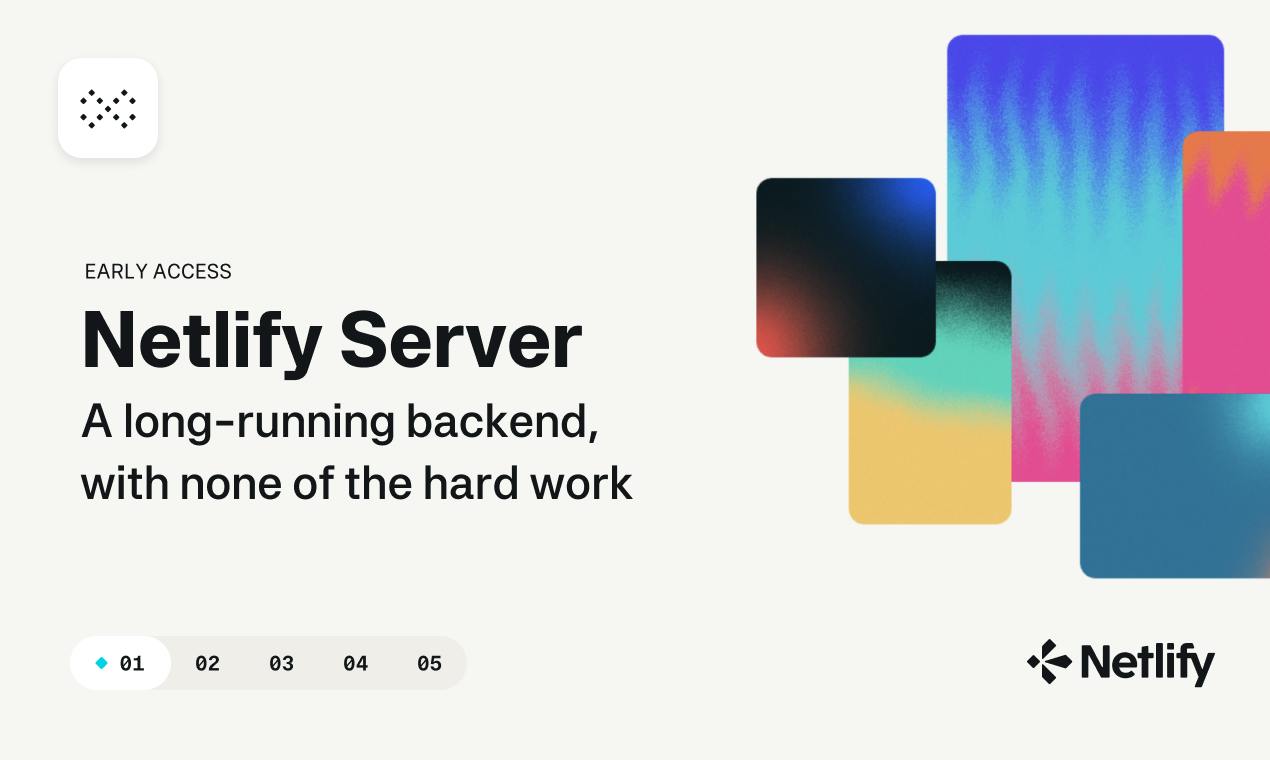 EARLY ACCESS
Netlify Server
A long-running backend,
with none of the hard work
01 02 03 04 05
Netlify